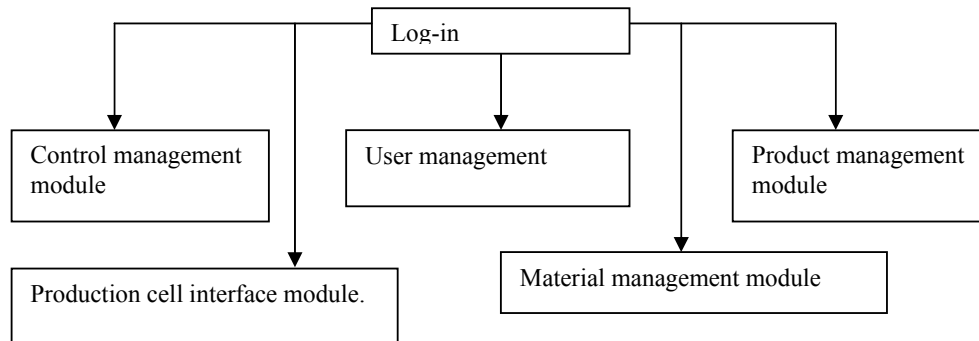 Log-in
Control management
module
User management
Product management
module
Production cell interface module.
Material management module